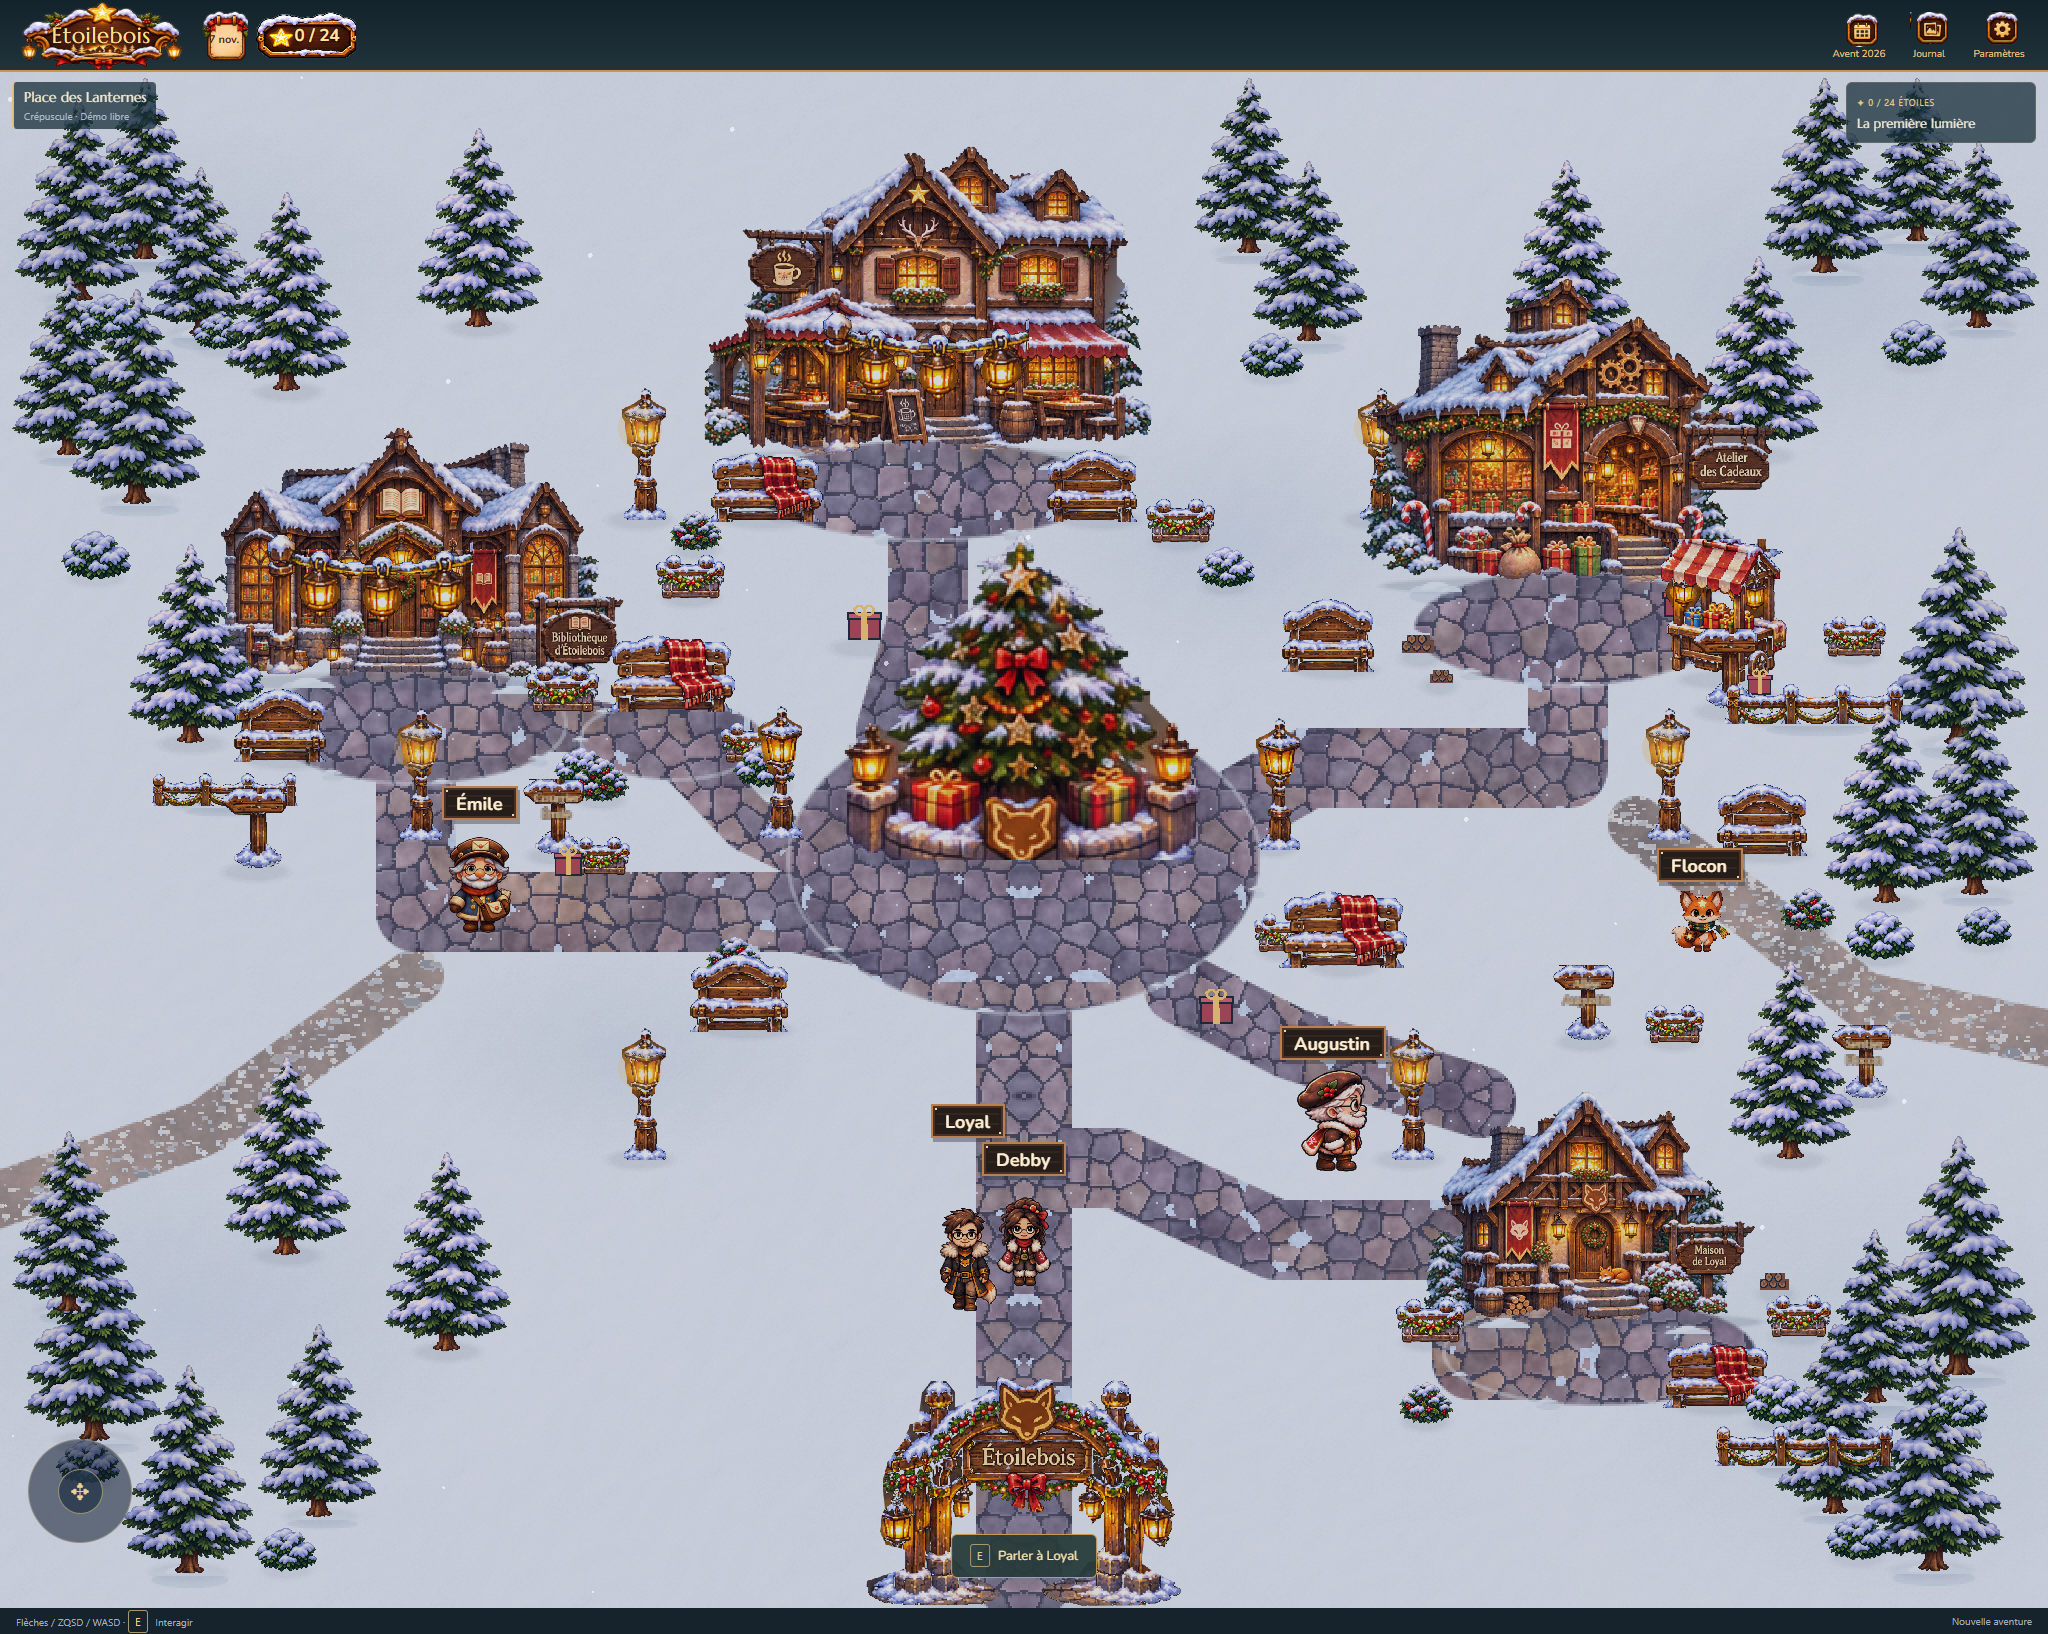 Étoilebois
7 nov.
0 / 24
Avent 2026
Journal
Paramètres
Place des Lanternes
Crépuscule · Démo libre
✦ 0 / 24 ÉTOILES
La première lumière
Atelier
des Cadeaux
Bibliothèque
d'Étoilebois
Émile
Flocon
Augustin
Loyal
Debby
Maison
de Loyal
Étoilebois
E Parler à Loyal
Flèches / ZQSD / WASD · E Interagir
Nouvelle aventure